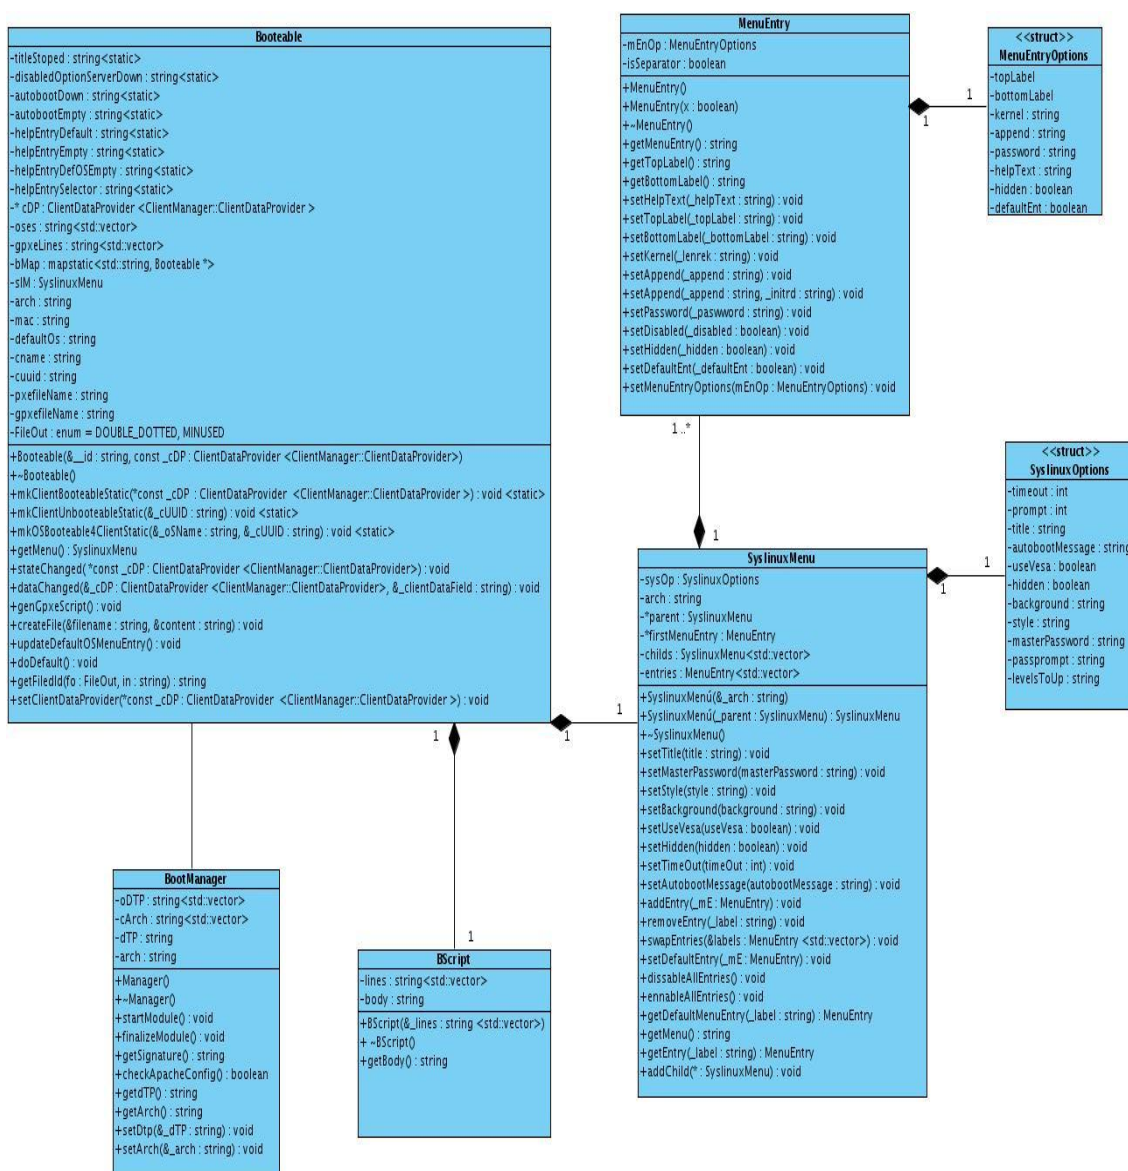 Booteable
-titleStoped : string<static>
-disabledOptionServerDown : string<static>
-autobootDown : string<static>
-autobootEmpty : string<static>
-helpEntryDefault : string<static>
-helpEntryEmpty : string<static>
-helpEntryDefOSEmpty : string<static>
-helpEntrySelector : string<static>
-* cDP : ClientDataProvider <ClientManager::ClientDataProvider >
-oses : string<std::vector>
-gpxeLines : string<std::vector>
-bMap : mapstatic<std::string, Booteable *>
-slM : SyslinuxMenu
-arch : string
-mac : string
-defaultOs : string
-cname : string
-cuuid : string
-pxefileName : string
-gpxefileName : string
-FileOut : enum = DOUBLE_DOTTED, MINUSED
+Booteable(&__id : string, const _cDP : ClientDataProvider <ClientManager::ClientDataProvider>)
+~Booteable()
+mkClientBooteableStatic(*const _cDP : ClientDataProvider <ClientManager::ClientDataProvider >) : void <static>
+mkClientUnbooteableStatic(&_cUUID : string) : void <static>
+mkOSBooteable4ClientStatic(&_oSName : string, &_cUUID : string) : void <static>
+getMenu() : SyslinuxMenu
+stateChanged( *const _cDP : ClientDataProvider <ClientManager::ClientDataProvider>) : void
+dataChanged(&_cDP : ClientDataProvider <ClientManager::ClientDataProvider>, &_clientDataField : string) : void
+genGpxeScript() : void
+createFile(&filename : string, &content : string) : void
+updateDefaultOSMenuEntry() : void
+doDefault() : void
+getFiledId(fo : FileOut, in : string) : string
+setClientDataProvider(*const _cDP : ClientDataProvider <ClientManager::ClientDataProvider >) : void
MenuEntry
-mEnOp : MenuEntryOptions
-isSeparator : boolean
+MenuEntry()
+MenuEntry(x : boolean)
+~MenuEntry()
+getMenuEntry() : string
+getTopLabel() : string
+getBottomLabel() : string
+setHelpText(_helpText : string) : void
+setTopLabel(_topLabel : string) : void
+setBottomLabel(_bottomLabel : string) : void
+setKernel(_lenrek : string) : void
+setAppend(_append : string) : void
+setAppend(_append : string, _initrd : string) : void
+setPassword(_paswword : string) : void
+setDisabled(_disabled : boolean) : void
+setHidden(_hidden : boolean) : void
+setDefaultEnt(_defaultEnt : boolean) : void
+setMenuEntryOptions(mEnOp : MenuEntryOptions) : void
1
1
<<struct>>
MenuEntryOptions
-topLabel
-bottomLabel
-kernel : string
-append : string
-password : string
-helpText : string
-hidden : boolean
-defaultEnt : boolean
1..*
1
SyslinuxMenu
-sysOp : SyslinuxOptions
-arch : string
-*parent : SyslinuxMenu
-*firstMenuEntry : MenuEntry
-childs : SyslinuxMenu<std::vector>
-entries : MenuEntry<std::vector>
+SyslinuxMenú(&_arch : string)
+SyslinuxMenú(_parent : SyslinuxMenu) : SyslinuxMenu
+~SyslinuxMenu()
+setTitle(title : string) : void
+setMasterPassword(masterPassword : string) : void
+setStyle(style : string) : void
+setBackground(background : string) : void
+setUseVesa(useVesa : boolean) : void
+setHidden(hidden : boolean) : void
+setTimeOut(timeOut : int) : void
+setAutobootMessage(autobootMessage : string) : void
+addEntry(_mE : MenuEntry) : void
+removeEntry(_label : string) : void
+swapEntries(&labels : MenuEntry <std::vector>) : void
+setDefaultEntry(_mE : MenuEntry) : void
+dissableAllEntries() : void
+ennableAllEntries() : void
+getDefaultMenuEntry(_label : string) : MenuEntry
+getMenu() : string
+getEntry(_label : string) : MenuEntry
+addChild(* : SyslinuxMenu) : void
1
1
<<struct>>
SyslinuxOptions
-timeout : int
-prompt : int
-title : string
-autobootMessage : string
-useVesa : boolean
-hidden : boolean
-background : string
-style : string
-masterPassword : string
-passprompt : string
-levelsToUp : string
1
1
1
1
BootManager
-oDTP : string<std::vector>
-cArch : string<std::vector>
-dTP : string
-arch : string
+Manager()
+~Manager()
+startModule() : void
+finalizeModule() : void
+getSignature() : string
+checkApacheConfig() : boolean
+getdTP() : string
+getArch() : string
+setDtp(&_dTP : string) : void
+setArch(&_arch : string) : void
BScript
-lines : string<std::vector>
-body : string
+BScript(&_lines : string <std::vector>)
+ ~BScript()
+getBody() : string